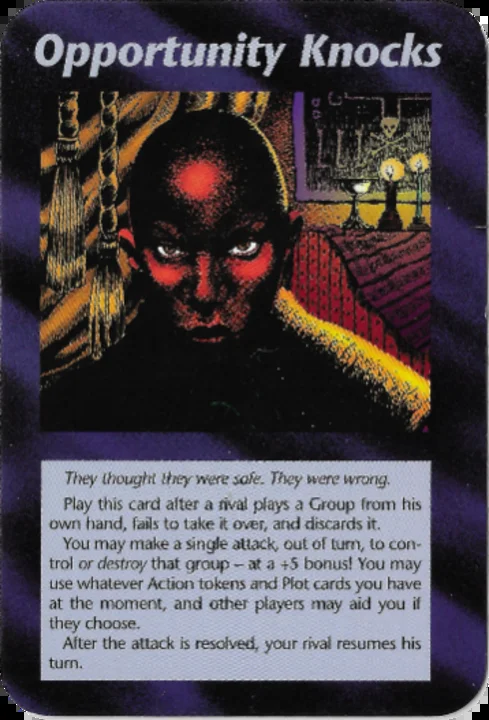 Opportunity Knocks
They thought they were safe. They were wrong.
Play this card after a rival plays a Group from his
own hand, fails to take it over, and discards it.
You may make a single attack, out of turn, to con-
trol or destroy that group – at a +5 bonus! You may
use whatever Action tokens and Plot cards you have
at the moment, and other players may aid you if
they choose.
After the attack is resolved, your rival resumes his
turn.